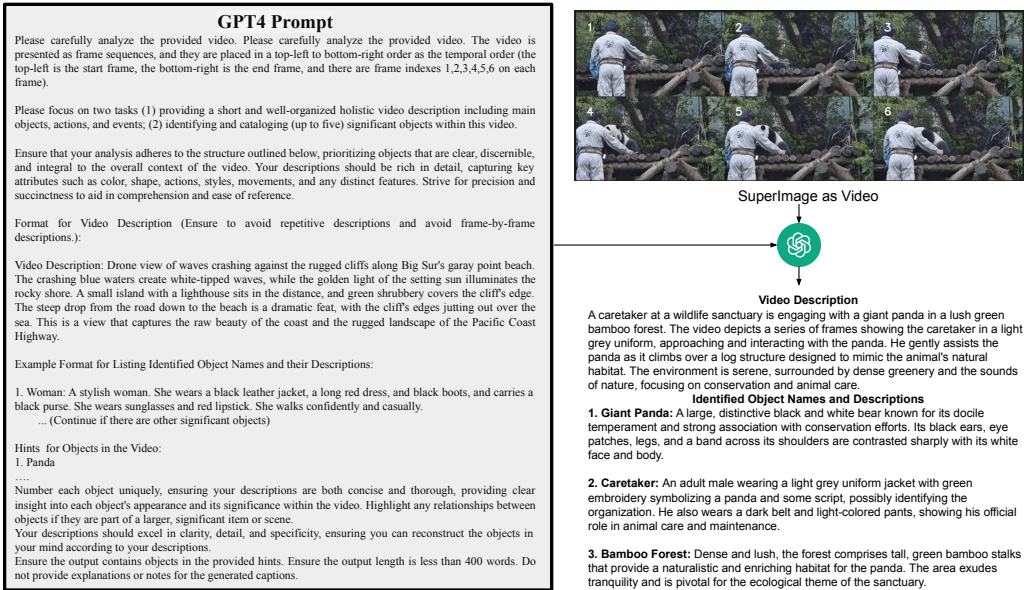 GPT4 Prompt
Please carefully analyze the provided video. Please carefully analyze the provided video. The video is
presented as frame sequences, and they are placed in a top-left to bottom-right order as the temporal order (the
top-left is the start frame, the bottom-right is the end frame, and there are frame indexes 1,2,3,4,5,6 on each
frame).
Please focus on two tasks (1) providing a short and well-organized holistic video description including main
objects, actions, and events; (2) identifying and cataloging (up to five) significant objects within this video.
Ensure that your analysis adheres to the structure outlined below, prioritizing objects that are clear, discernible,
and integral to the overall context of the video. Your descriptions should be rich in detail, capturing key
attributes such as color, shape, actions, styles, movements, and any distinct features. Strive for precision and
succinctness to aid in comprehension and ease of reference.
Format for Video Description (Ensure to avoid repetitive descriptions and avoid frame-by-frame
descriptions.):
Video Description: Drone view of waves crashing against the rugged cliffs along Big Sur's garay point beach.
The crashing blue waters create white-tipped waves, while the golden light of the setting sun illuminates the
rocky shore. A small island with a lighthouse sits in the distance, and green shrubbery covers the cliff's edge.
The steep drop from the road down to the beach is a dramatic feat, with the cliff's edges jutting out over the
sea. This is a view that captures the raw beauty of the coast and the rugged landscape of the Pacific Coast
Highway.
Example Format for Listing Identified Object Names and their Descriptions:
1. Woman: A stylish woman. She wears a black leather jacket, a long red dress, and black boots, and carries a
black purse. She wears sunglasses and red lipstick. She walks confidently and casually.
... (Continue if there are other significant objects)
Hints for Objects in the Video:
1. Panda
....
Number each object uniquely, ensuring your descriptions are both concise and thorough, providing clear
insight into each object's appearance and its significance within the video. Highlight any relationships between
objects if they are part of a larger, significant item or scene.
Your descriptions should excel in clarity, detail, and specificity, ensuring you can reconstruct the objects in
your mind according to your descriptions.
Ensure the output contains objects in the provided hints. Ensure the output length is less than 400 words. Do
not provide explanations or notes for the generated captions.
1 2 3
4 5 6
SuperImage as Video
Video Description
A caretaker at a wildlife sanctuary is engaging with a giant panda in a lush green
bamboo forest. The video depicts a series of frames showing the caretaker in a light
grey uniform, approaching and interacting with the panda. He gently assists the
panda as it climbs over a log structure designed to mimic the animal's natural
habitat. The environment is serene, surrounded by dense greenery and the sounds
of nature, focusing on conservation and animal care.
Identified Object Names and Descriptions
1. Giant Panda: A large, distinctive black and white bear known for its docile
temperament and strong association with conservation efforts. Its black ears, eye
patches, legs, and a band across its shoulders are contrasted sharply with its white
face and body.
2. Caretaker: An adult male wearing a light grey uniform jacket with green
embroidery symbolizing a panda and some script, possibly identifying the
organization. He also wears a dark belt and light-colored pants, showing his official
role in animal care and maintenance.
3. Bamboo Forest: Dense and lush, the forest comprises tall, green bamboo stalks
that provide a naturalistic and enriching habitat for the panda. The area exudes
tranquility and is pivotal for the ecological theme of the sanctuary.